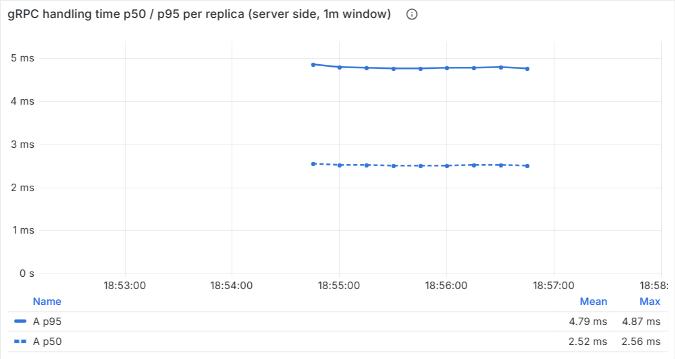 gRPC handling time p50 / p95 per replica (server side, 1m window)
5 ms
4 ms
3 ms
2 ms
1 ms
0 s
18:53:00 18:54:00 18:55:00 18:56:00 18:57:00 18:58:
Name Mean Max
A p95 4.79 ms 4.87 ms
A p50 2.52 ms 2.56 ms